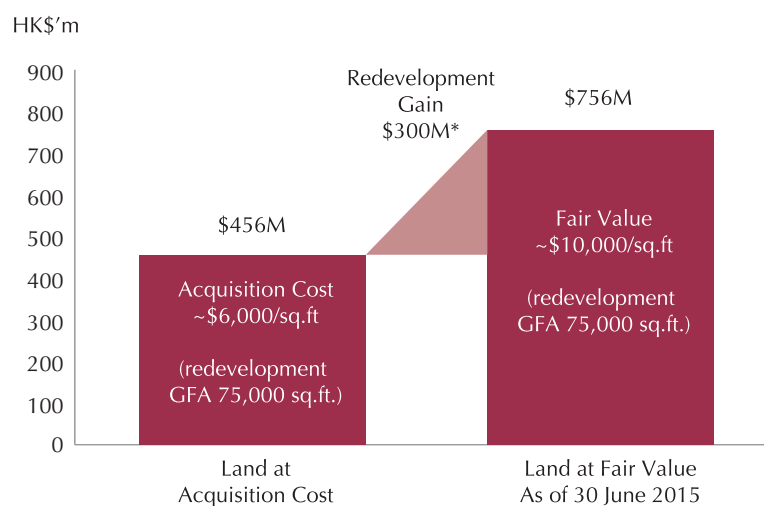 HK$'m
900
800
700
600
500
400
300
200
100
0
$456M
Acquisition Cost
~$6,000/sq.ft
(redevelopment
GFA 75,000 sq.ft.)
Redevelopment
Gain
$300M*
$756M
Fair Value
~$10,000/sq.ft
(redevelopment
GFA 75,000 sq.ft.)
Land at
Acquisition Cost
Land at Fair Value
As of 30 June 2015